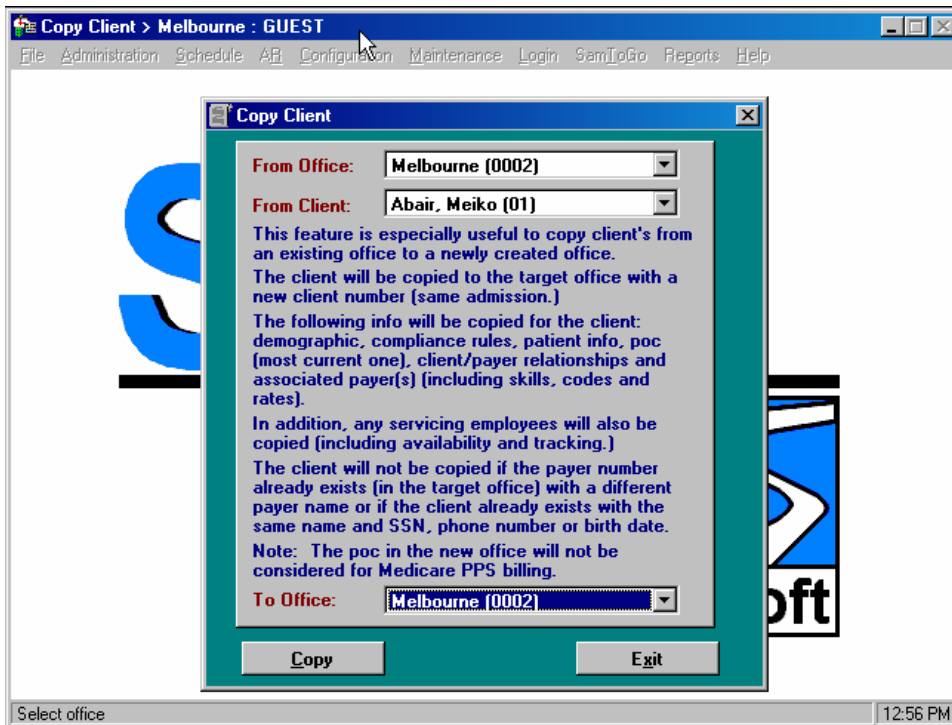 Copy Client > Melbourne : GUEST
File Administration Schedule AR Configuration Maintenance Login SamToGo Reports Help
Copy Client
From Office: Melbourne (0002)
From Client: Abair, Meiko (01)
This feature is especially useful to copy client's from
an existing office to a newly created office.
The client will be copied to the target office with a
new client number (same admission.)
The following info will be copied for the client:
demographic, compliance rules, patient info, poc
(most current one), client/payer relationships and
associated payer(s) (including skills, codes and
rates).
In addition, any servicing employees will also be
copied (including availability and tracking.)
The client will not be copied if the payer number
already exists (in the target office) with a different
payer name or if the client already exists with the
same name and SSN, phone number or birth date.
Note: The poc in the new office will not be
considered for Medicare PPS billing.
To Office: Melbourne (0002)
Copy Exit
S
oft
Select office 12:56 PM